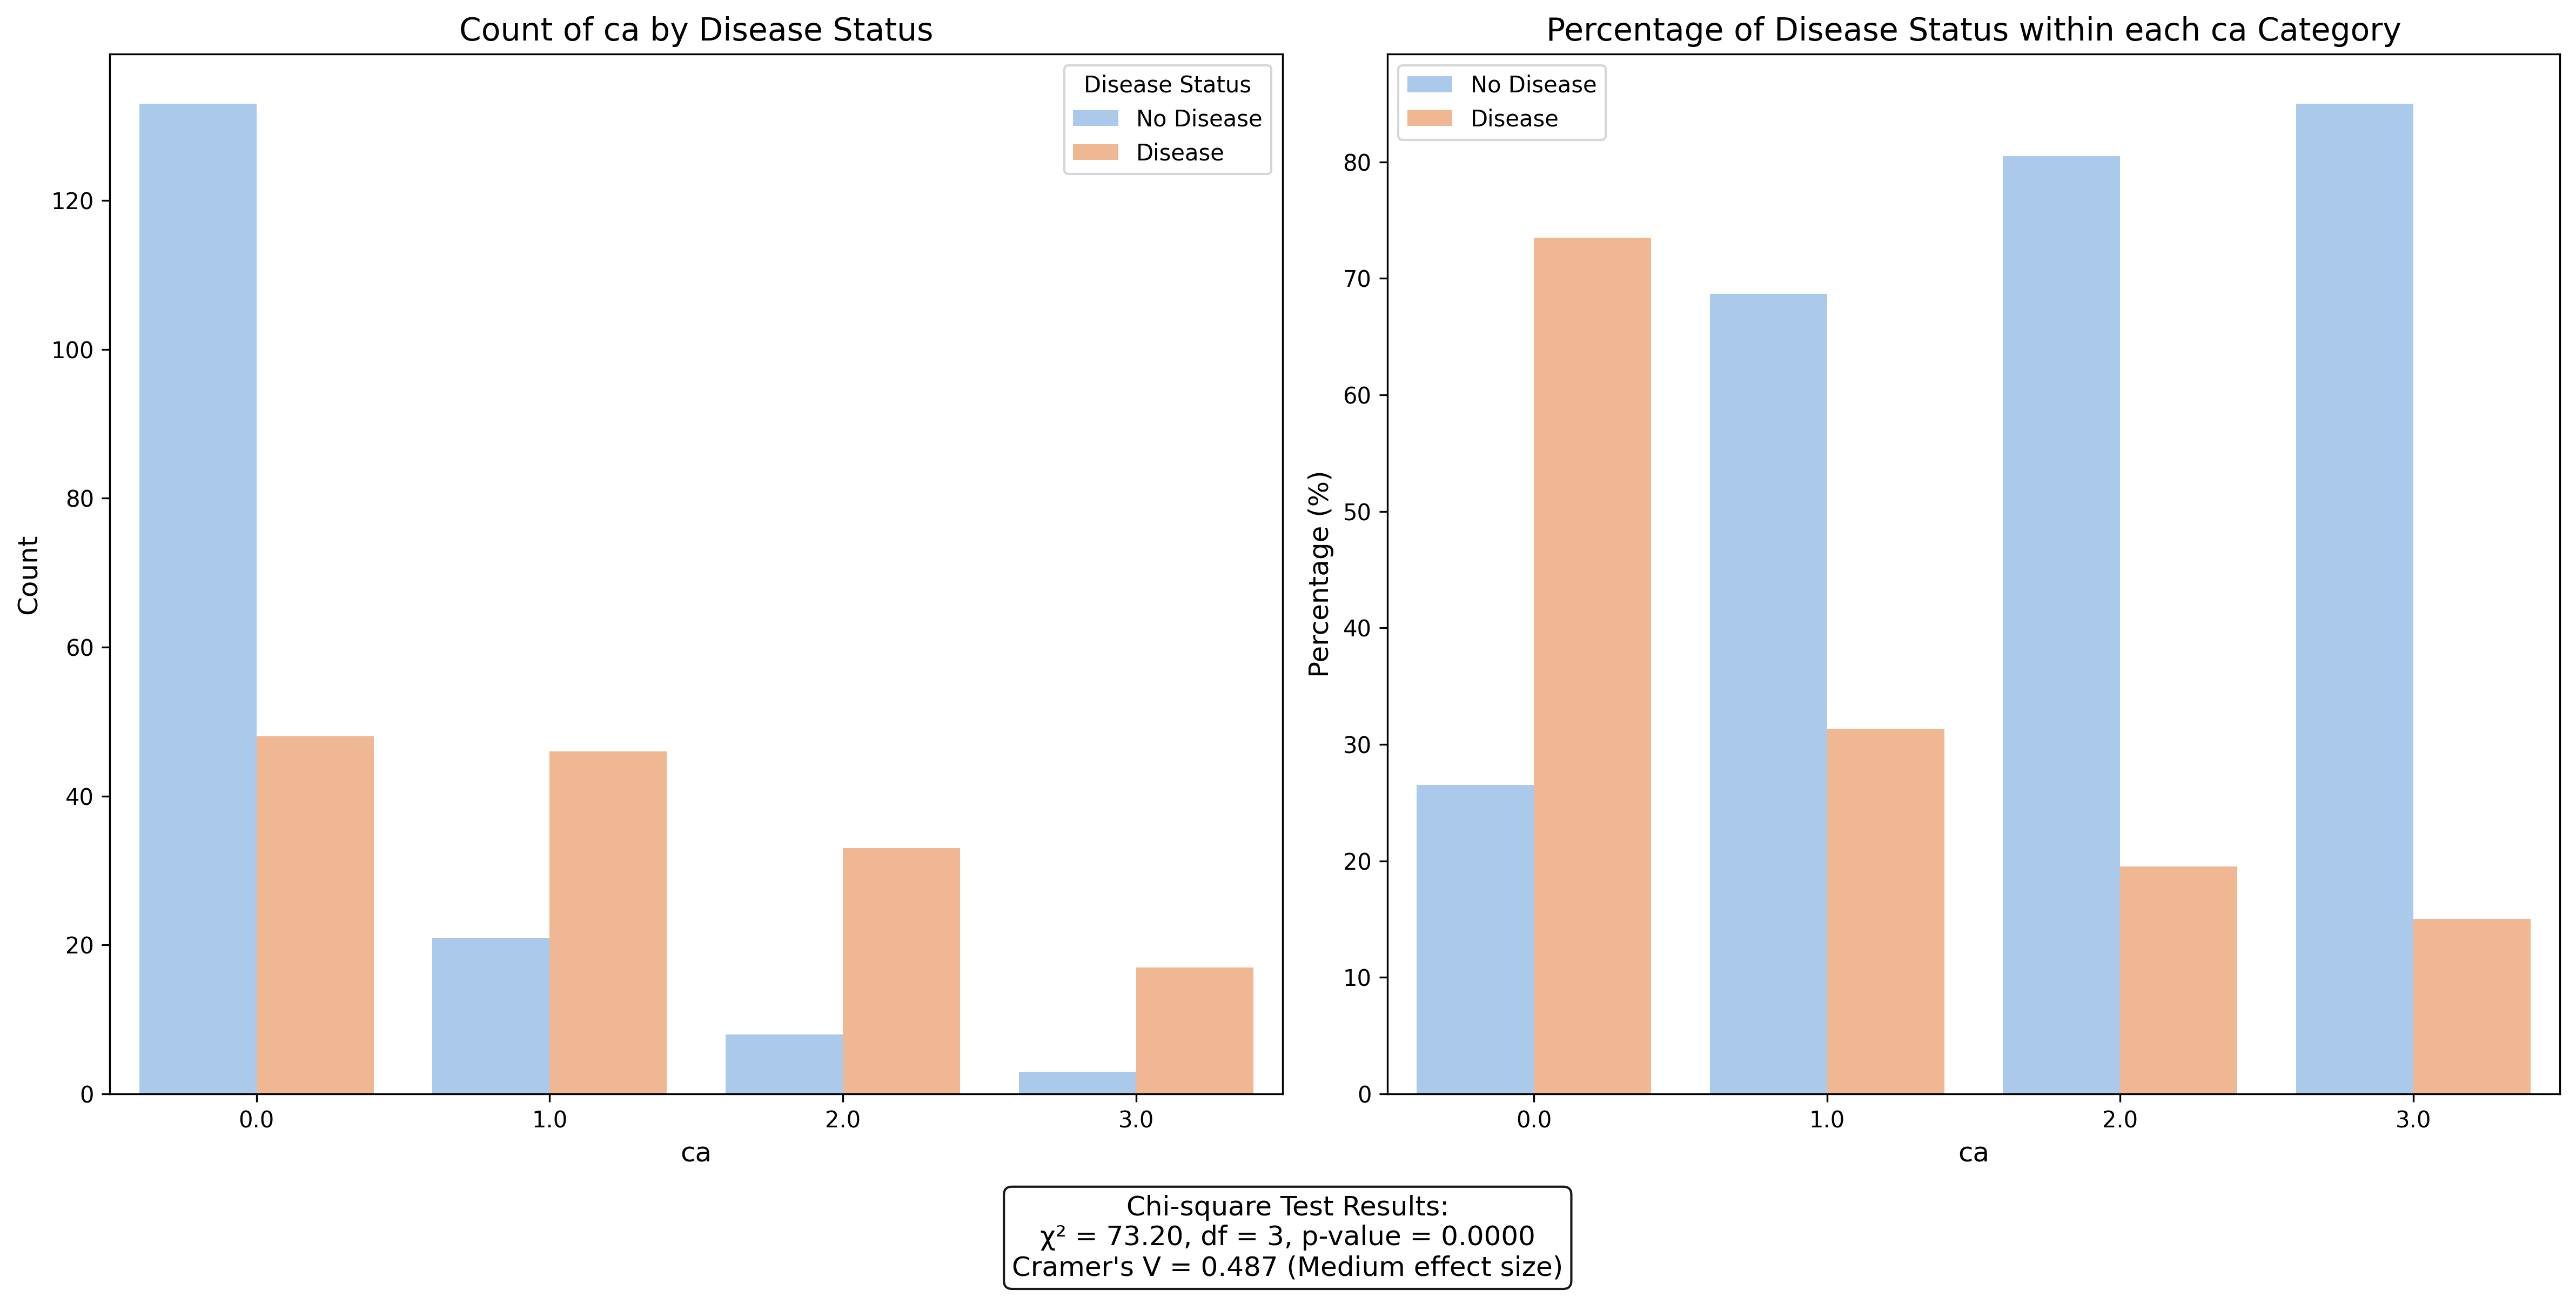 Count of ca by Disease Status
Disease Status
No Disease
Disease
120
100
80
60
40
20
0
Count
0.0 1.0 2.0 3.0
ca
Percentage of Disease Status within each ca Category
No Disease
Disease
80
70
60
50
40
30
20
10
0
Percentage (%)
0.0 1.0 2.0 3.0
ca
Chi-square Test Results:
χ² = 73.20, df = 3, p-value = 0.0000
Cramer's V = 0.487 (Medium effect size)